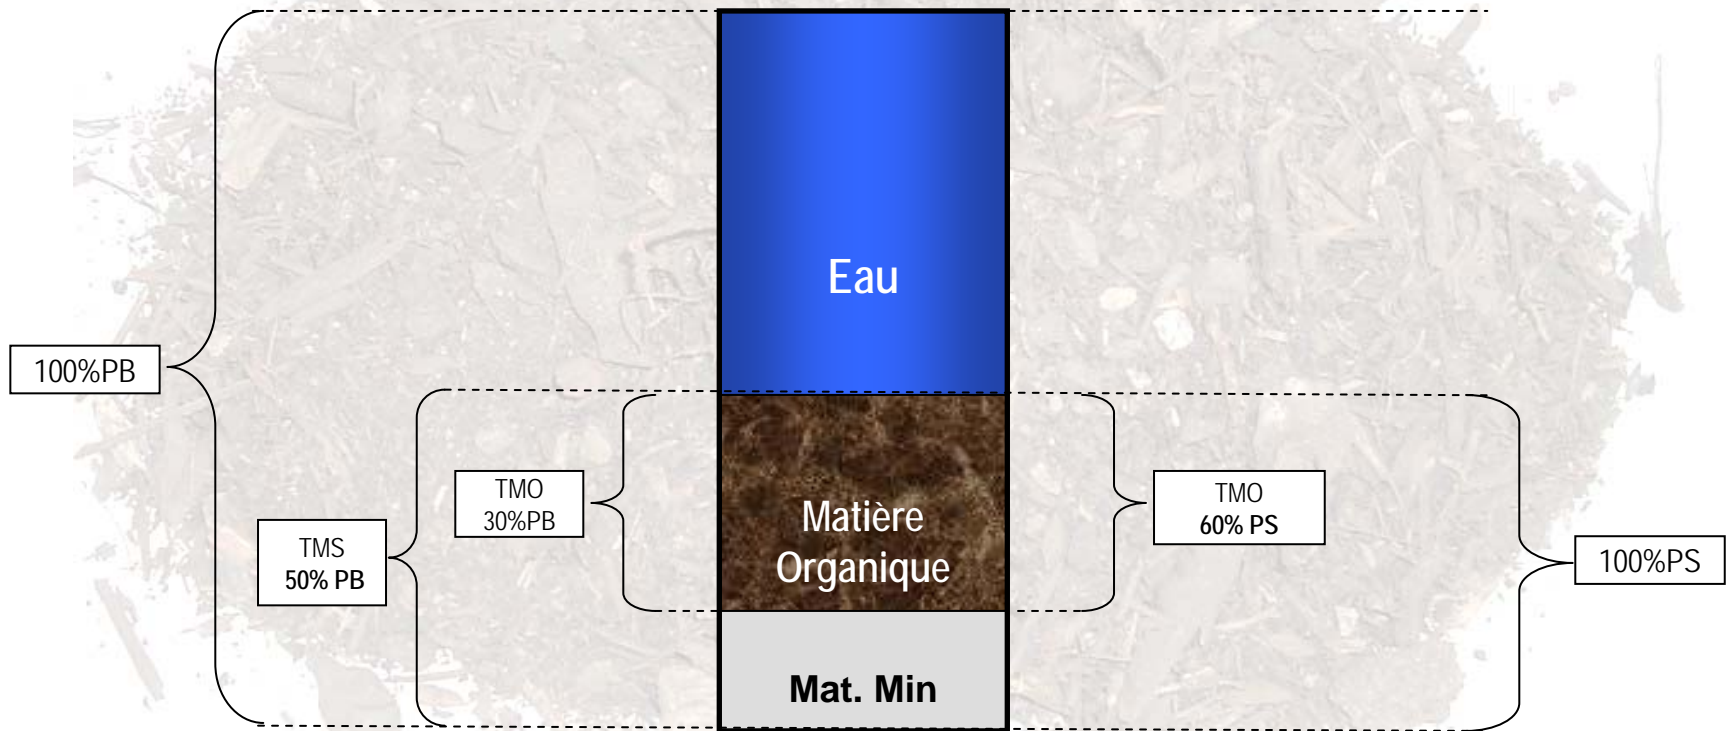 Eau
100%PB
TMO
30%PB
TMS
50% PB
Matière
Organique
TMO
60% PS
100%PS
Mat. Min